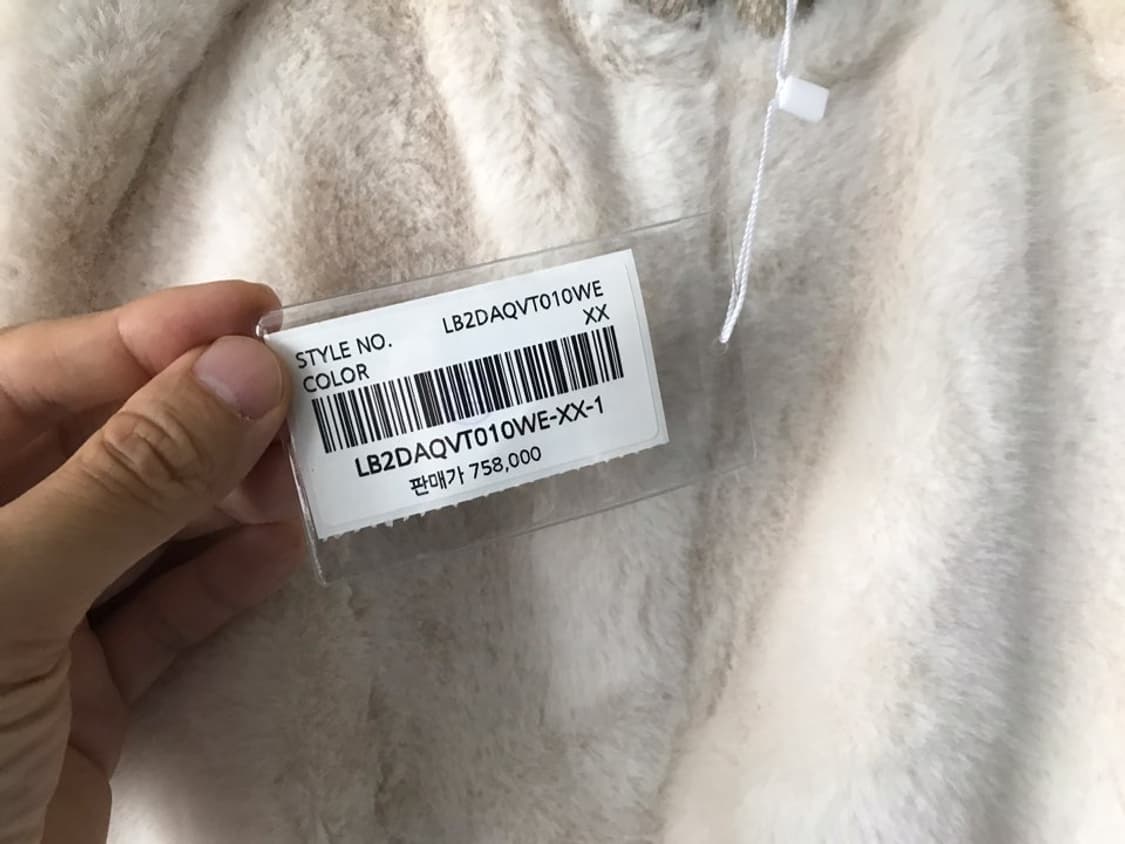 STYLE NO. LB2DAQVT010WE
COLOR XX
LB2DAQVT010WE-XX-1
판매가 758,000